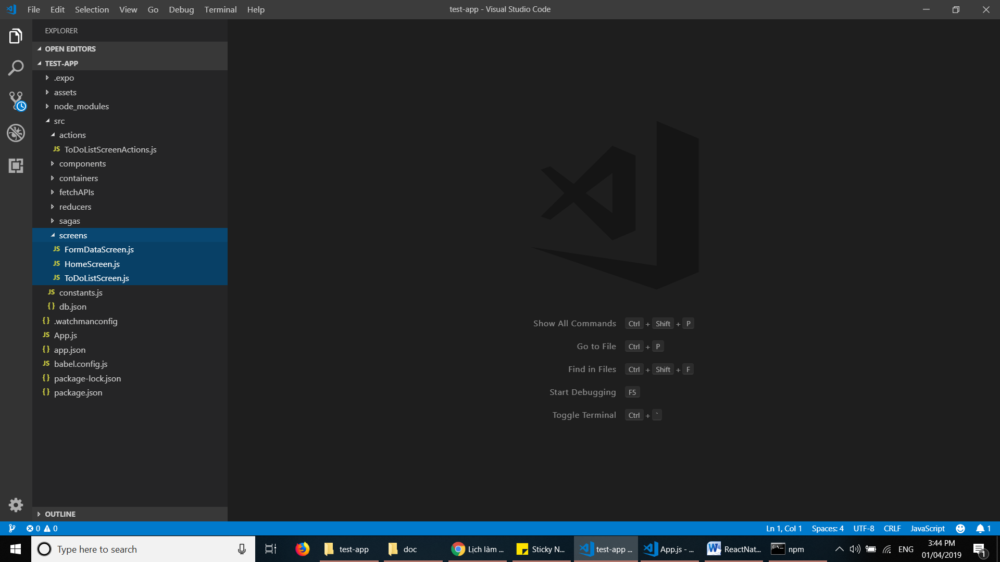 File Edit Selection View Go Debug Terminal Help
test-app - Visual Studio Code
EXPLORER
OPEN EDITORS
TEST-APP
.expo
assets
node_modules
src
actions
JS ToDoListScreenActions.js
components
containers
fetchAPIs
reducers
sagas
screens
JS FormDataScreen.js
JS HomeScreen.js
JS ToDoListScreen.js
JS constants.js
{} db.json
{} .watchmanconfig
JS App.js
{} app.json
JS babel.config.js
{} package-lock.json
{} package.json
OUTLINE
Show All Commands Ctrl + Shift + P
Go to File Ctrl + P
Find in Files Ctrl + Shift + F
Start Debugging F5
Toggle Terminal Ctrl + `
0 0
Ln 1, Col 1 Spaces: 4 UTF-8 CRLF JavaScript 1
Type here to search
test-app
doc
Lịch làm ...
Sticky N...
test-app ...
App.js - ...
ReactNat...
npm
ENG
3:44 PM
01/04/2019
1